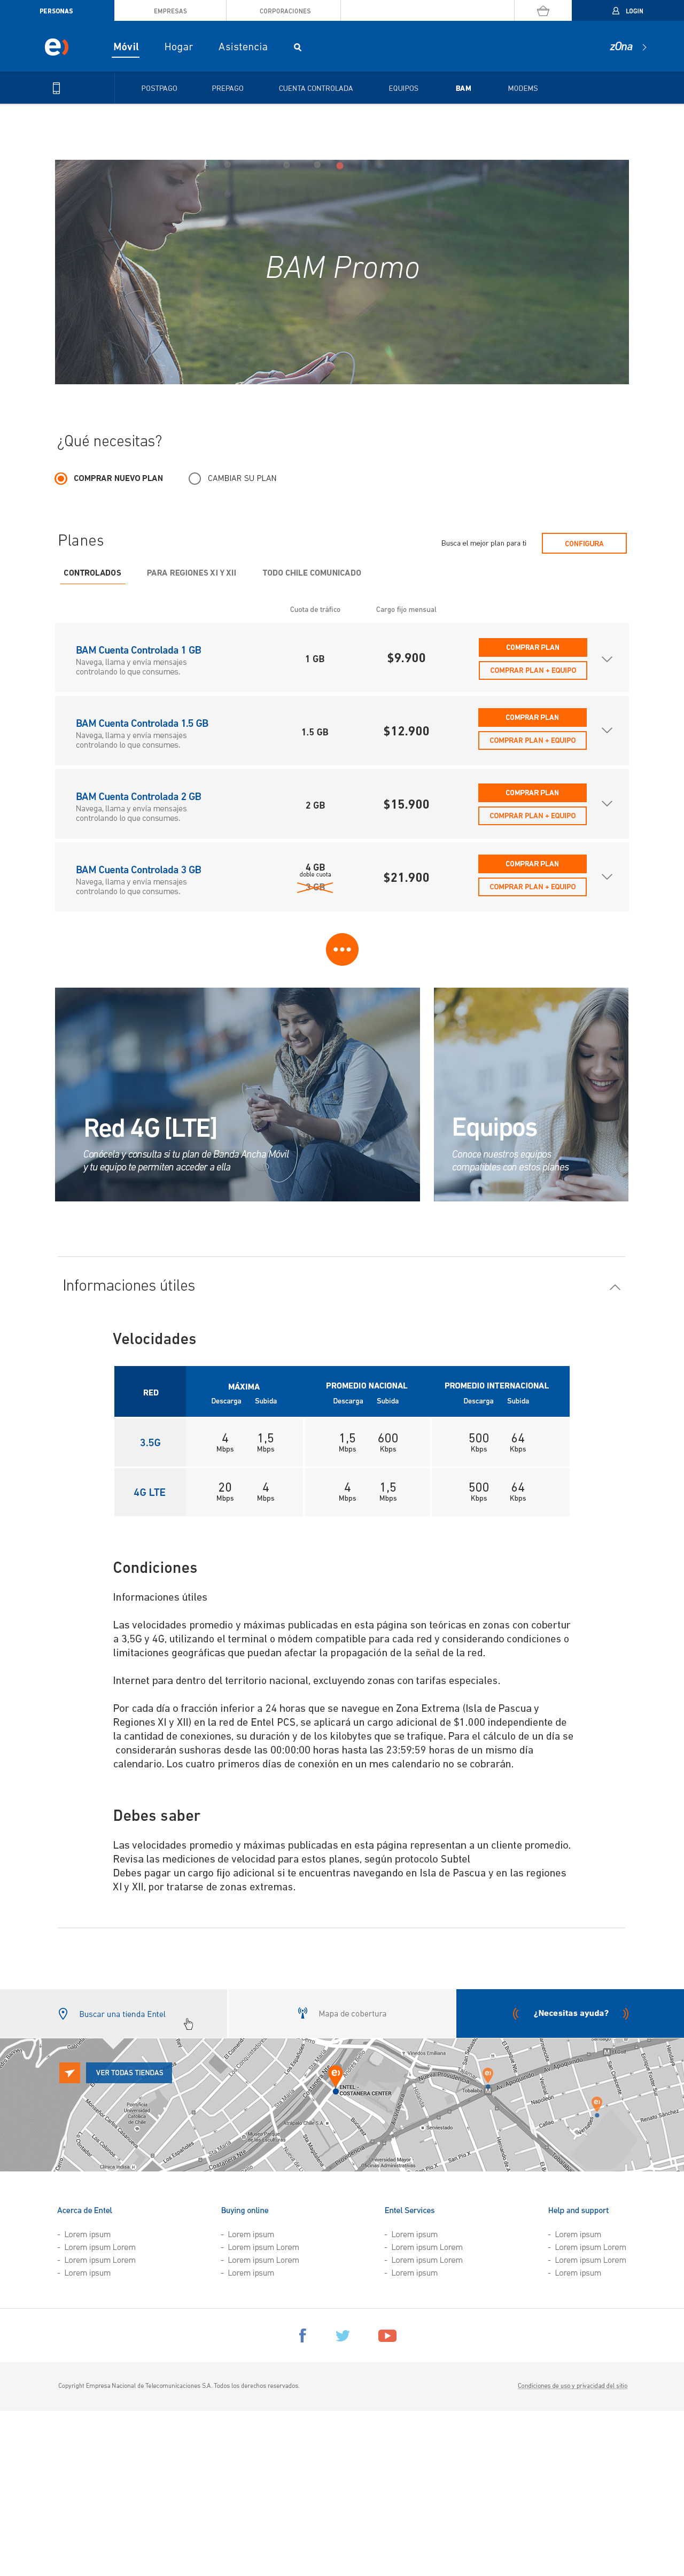 PERSONAS
EMPRESAS
CORPORACIONES
LOGIN
e)
Móvil
Hogar
Asistencia
zOna
POSTPAGO
PREPAGO
CUENTA CONTROLADA
EQUIPOS
BAM
MODEMS
BAM Promo
¿Qué necesitas?
COMPRAR NUEVO PLAN
CAMBIAR SU PLAN
Planes
Busca el mejor plan para ti
CONFIGURA
CONTROLADOS
PARA REGIONES XI Y XII
TODO CHILE COMUNICADO
Cuota de tráfico
Cargo fijo mensual
BAM Cuenta Controlada 1 GB
Navega, llama y envía mensajes
controlando lo que consumes.
1 GB
$9.900
COMPRAR PLAN
COMPRAR PLAN + EQUIPO
BAM Cuenta Controlada 1.5 GB
Navega, llama y envía mensajes
controlando lo que consumes.
1.5 GB
$12.900
COMPRAR PLAN
COMPRAR PLAN + EQUIPO
BAM Cuenta Controlada 2 GB
Navega, llama y envía mensajes
controlando lo que consumes.
2 GB
$15.900
COMPRAR PLAN
COMPRAR PLAN + EQUIPO
BAM Cuenta Controlada 3 GB
Navega, llama y envía mensajes
controlando lo que consumes.
4 GB
doble cuota
3 GB
$21.900
COMPRAR PLAN
COMPRAR PLAN + EQUIPO
Red 4G [LTE]
Conócela y consulta si tu plan de Banda Ancha Móvil
y tu equipo te permiten acceder a ella
Equipos
Conoce nuestros equipos
compatibles con estos planes
Informaciones útiles
Velocidades
RED
MÁXIMA
PROMEDIO NACIONAL
PROMEDIO INTERNACIONAL
Descarga Subida
Descarga Subida
Descarga Subida
3.5G
4 1,5 1,5 600 500 64
Mbps Mbps Mbps Kbps Kbps Kbps
4G LTE
20 4 4 1,5 500 64
Mbps Mbps Mbps Mbps Kbps Kbps
Condiciones
Informaciones útiles
Las velocidades promedio y máximas publicadas en esta página son teóricas en zonas con cobertur
a 3,5G y 4G, utilizando el terminal o módem compatible para cada red y considerando condiciones o
limitaciones geográficas que puedan afectar la propagación de la señal de la red.
Internet para dentro del territorio nacional, excluyendo zonas con tarifas especiales.
Por cada día o fracción inferior a 24 horas que se navegue en Zona Extrema (Isla de Pascua y
Regiones XI y XII) en la red de Entel PCS, se aplicará un cargo adicional de $1.000 independiente de
la cantidad de conexiones, su duración y de los kilobytes que se trafique. Para el cálculo de un día se
considerarán sushoras desde las 00:00:00 horas hasta las 23:59:59 horas de un mismo día
calendario. Los cuatro primeros días de conexión en un mes calendario no se cobrarán.
Debes saber
Las velocidades promedio y máximas publicadas en esta página representan a un cliente promedio.
Revisa las mediciones de velocidad para estos planes, según protocolo Subtel
Debes pagar un cargo fijo adicional si te encuentras navegando en Isla de Pascua y en las regiones
XI y XII, por tratarse de zonas extremas.
Buscar una tienda Entel
Mapa de cobertura
¿Necesitas ayuda?
VER TODAS TIENDAS
ENTEL -
COSTANERA CENTER
Viñedos Emiliana
Av. Apoquindo
Tobalaba
Pontificia
Universidad
Católica
de Chile
Aeropato Chile S.A.
Serviestado
Clínica Indisa
Universidad Mayor
Acerca de Entel
- Lorem ipsum
- Lorem ipsum Lorem
- Lorem ipsum Lorem
- Lorem ipsum
Buying online
- Lorem ipsum
- Lorem ipsum Lorem
- Lorem ipsum Lorem
- Lorem ipsum
Entel Services
- Lorem ipsum
- Lorem ipsum Lorem
- Lorem ipsum Lorem
- Lorem ipsum
Help and support
- Lorem ipsum
- Lorem ipsum Lorem
- Lorem ipsum Lorem
- Lorem ipsum
Copyright Empresa Nacional de Telecomunicaciones S.A. Todos los derechos reservados.
Condiciones de uso y privacidad del sitio